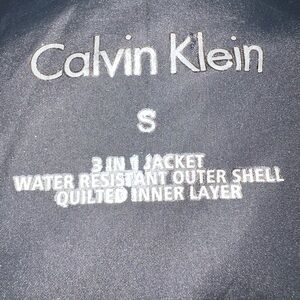 Calvin Klein
S
3 IN 1 JACKET
WATER RESISTANT OUTER SHELL
QUILTED INNER LAYER